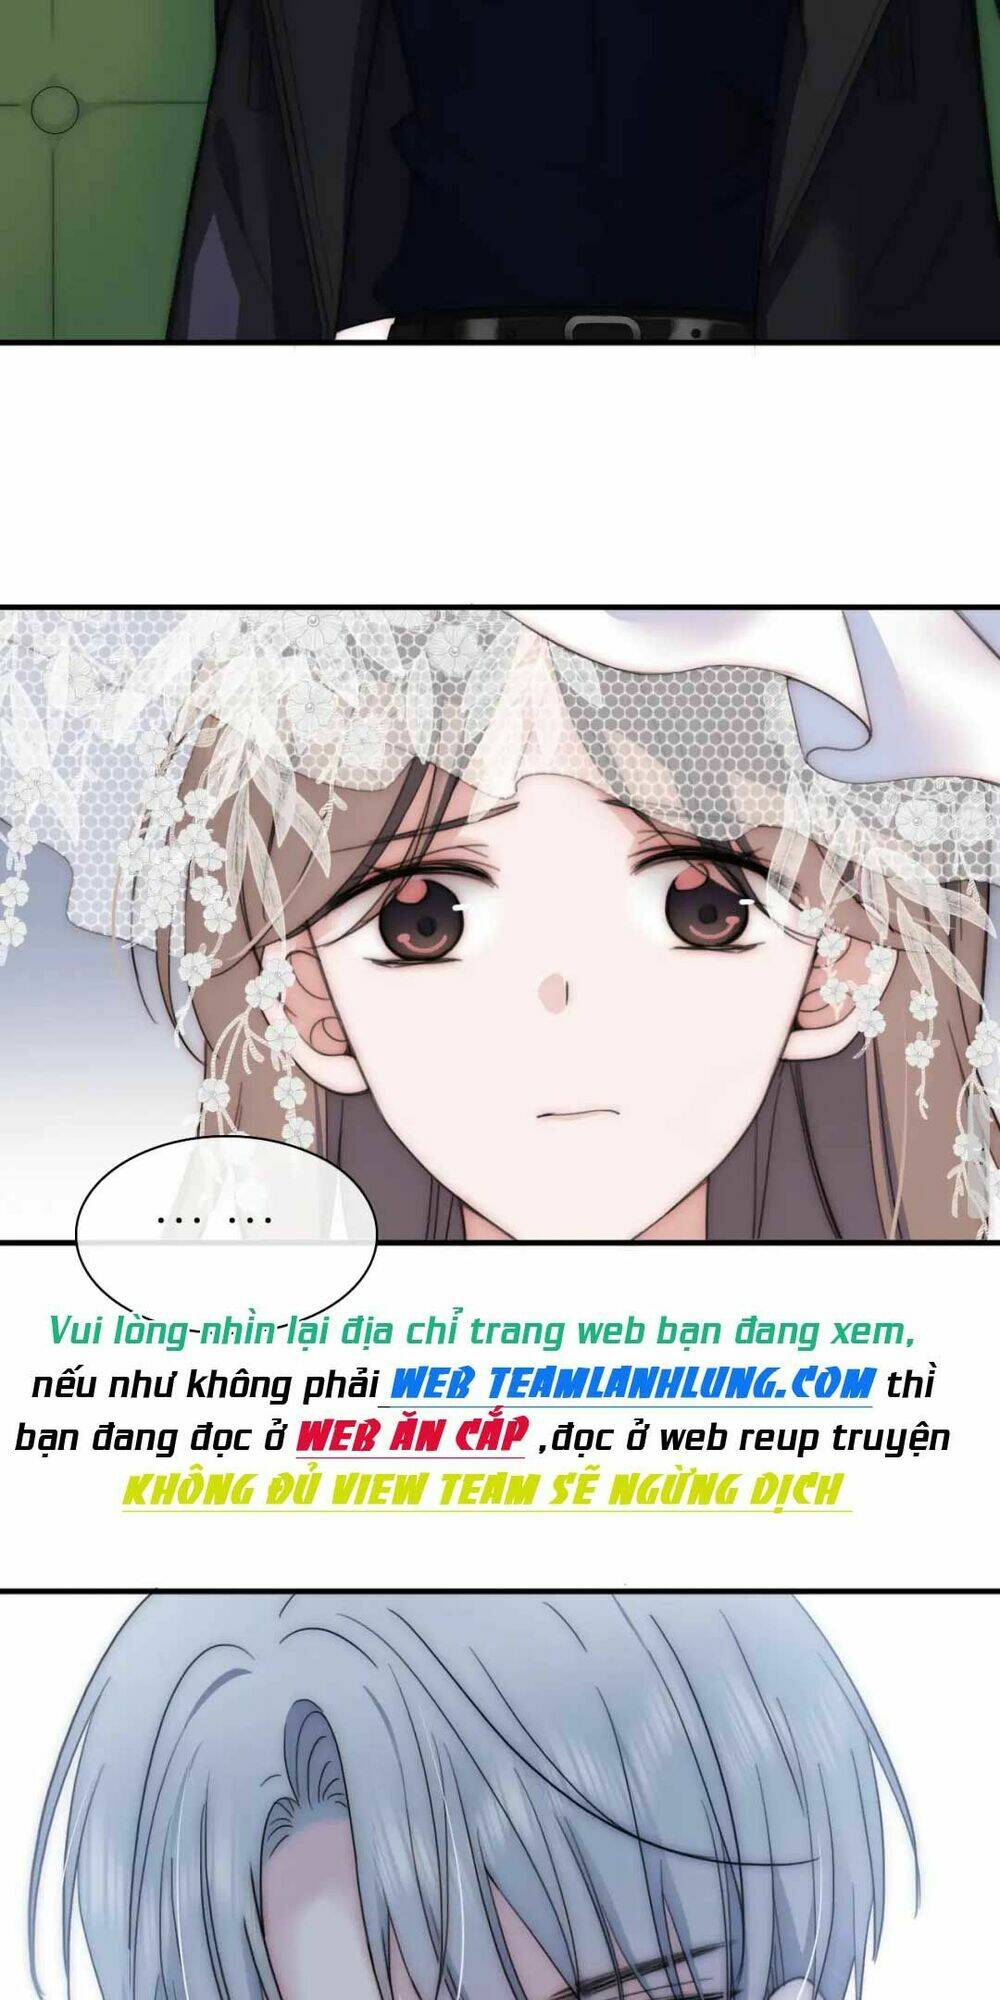 ... ...
Vui lòng nhìn lại địa chỉ trang web bạn đang xem,
nếu như không phải WEB TEAMLANHLUNG.COM thì
bạn đang đọc ở WEB ĂN CẮP ,đọc ở web reup truyện
KHÔNG ĐỦ VIEW TEAM SẼ NGỪNG DỊCH